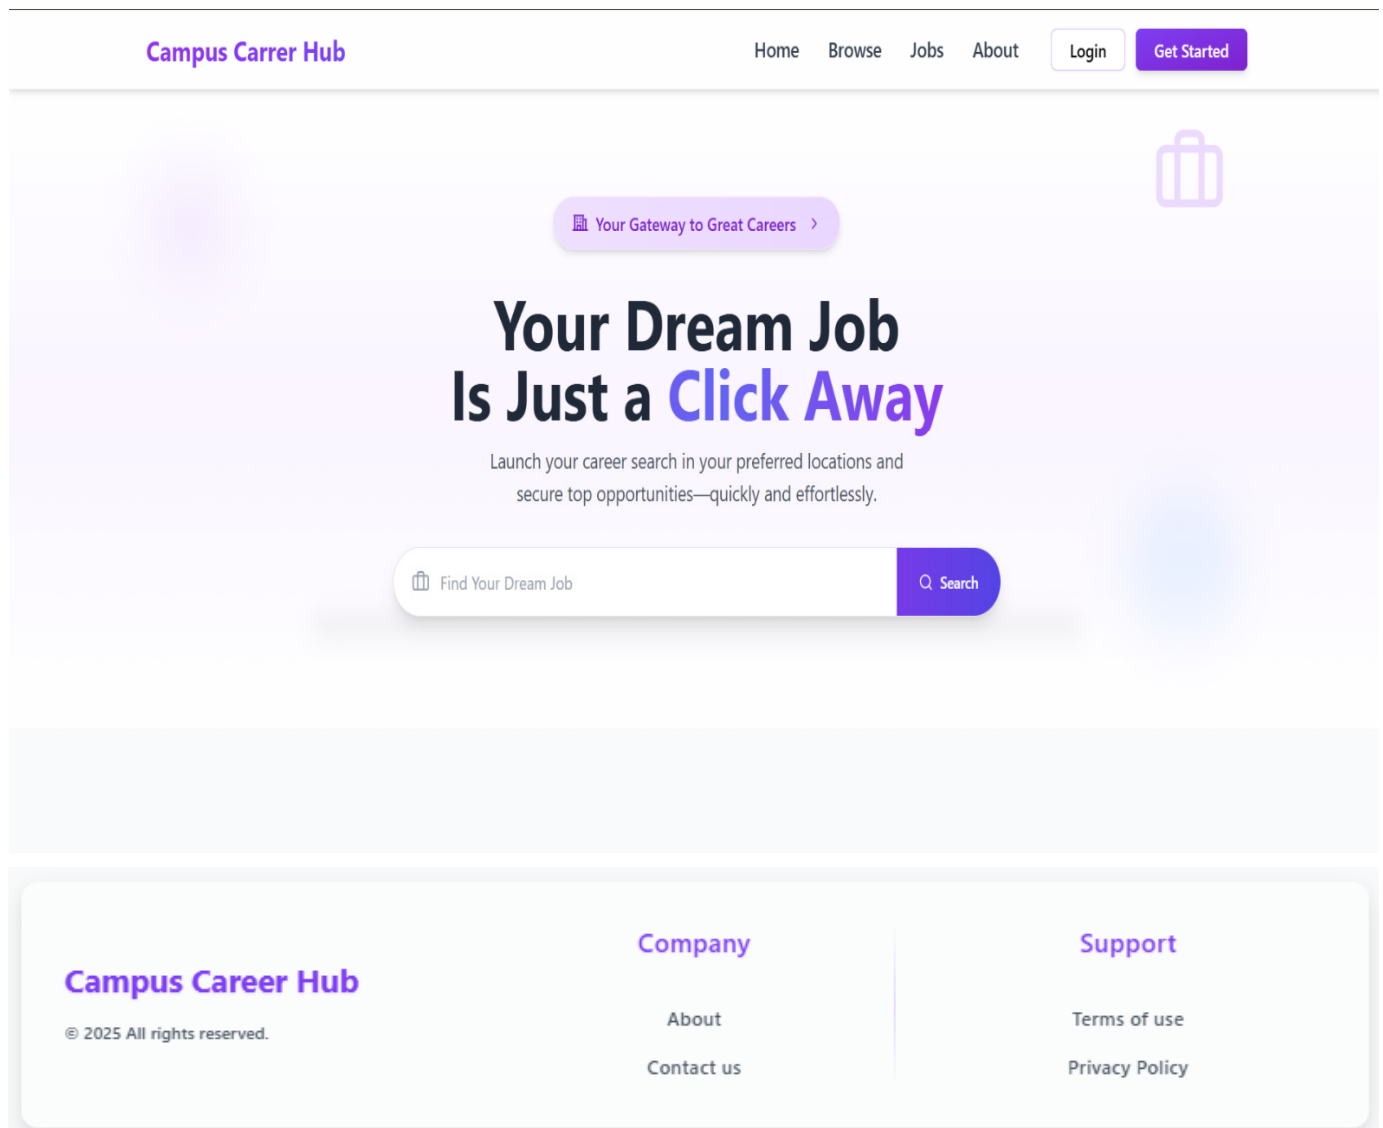 Campus Carrer Hub
Home Browse Jobs About Login Get Started
Your Gateway to Great Careers
Your Dream Job
Is Just a Click Away
Launch your career search in your preferred locations and
secure top opportunities—quickly and effortlessly.
Find Your Dream Job Search
Campus Career Hub
© 2025 All rights reserved.
Company
About
Contact us
Support
Terms of use
Privacy Policy